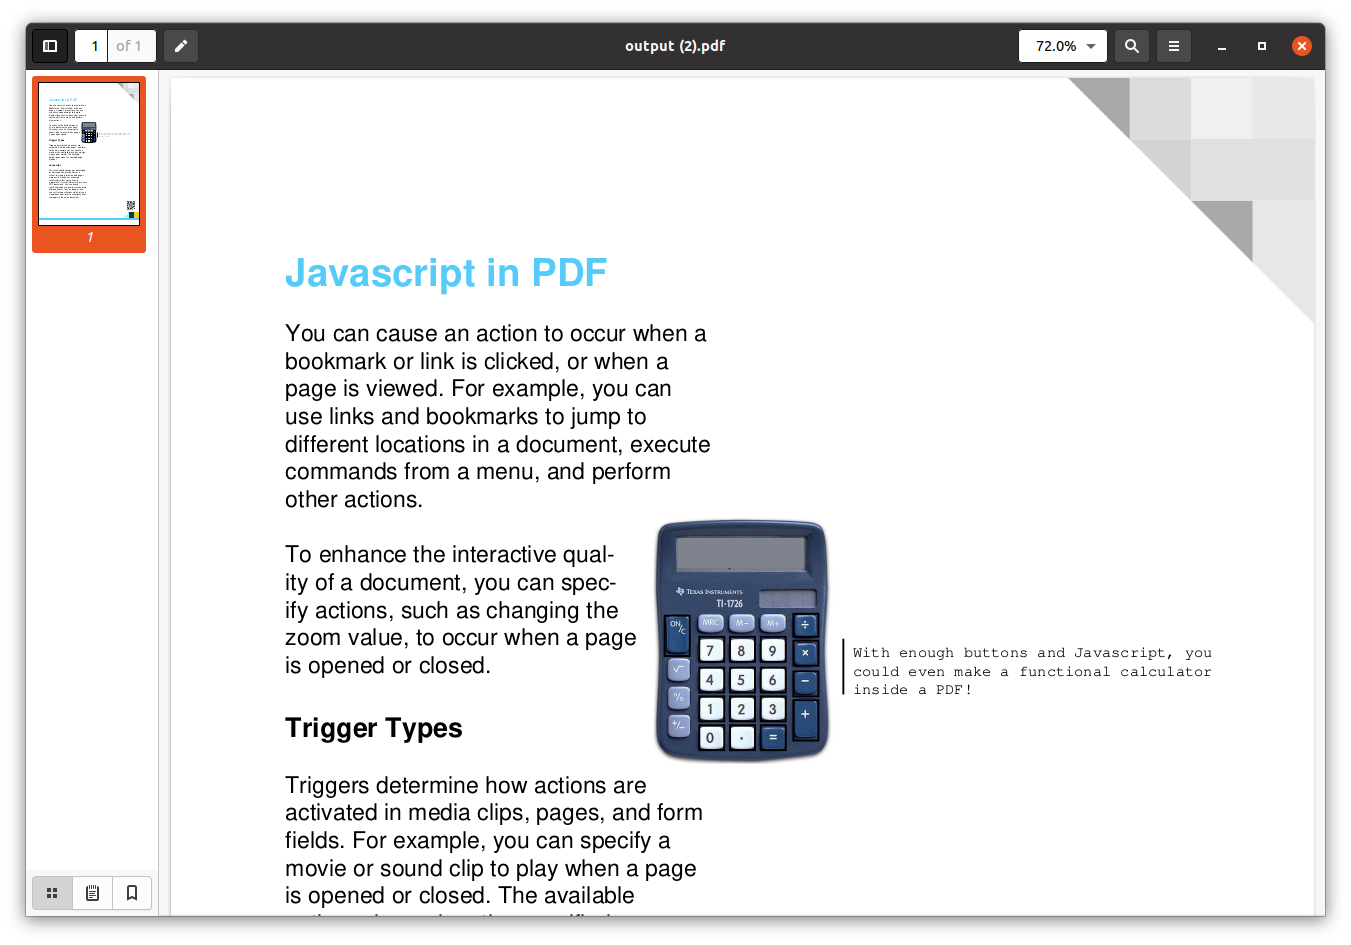 1 of 1
output (2).pdf
72.0%
1
Javascript in PDF
You can cause an action to occur when a
bookmark or link is clicked, or when a
page is viewed. For example, you can
use links and bookmarks to jump to
different locations in a document, execute
commands from a menu, and perform
other actions.
To enhance the interactive qual-
ity of a document, you can spec-
ify actions, such as changing the
zoom value, to occur when a page
is opened or closed.
TEXAS INSTRUMENTS
TI-1726
ON/C MRC M− M+ ÷
7 8 9 ×
√ 4 5 6 −
% 1 2 3 +
+/− 0 . =
With enough buttons and Javascript, you
could even make a functional calculator
inside a PDF!
Trigger Types
Triggers determine how actions are
activated in media clips, pages, and form
fields. For example, you can specify a
movie or sound clip to play when a page
is opened or closed. The available